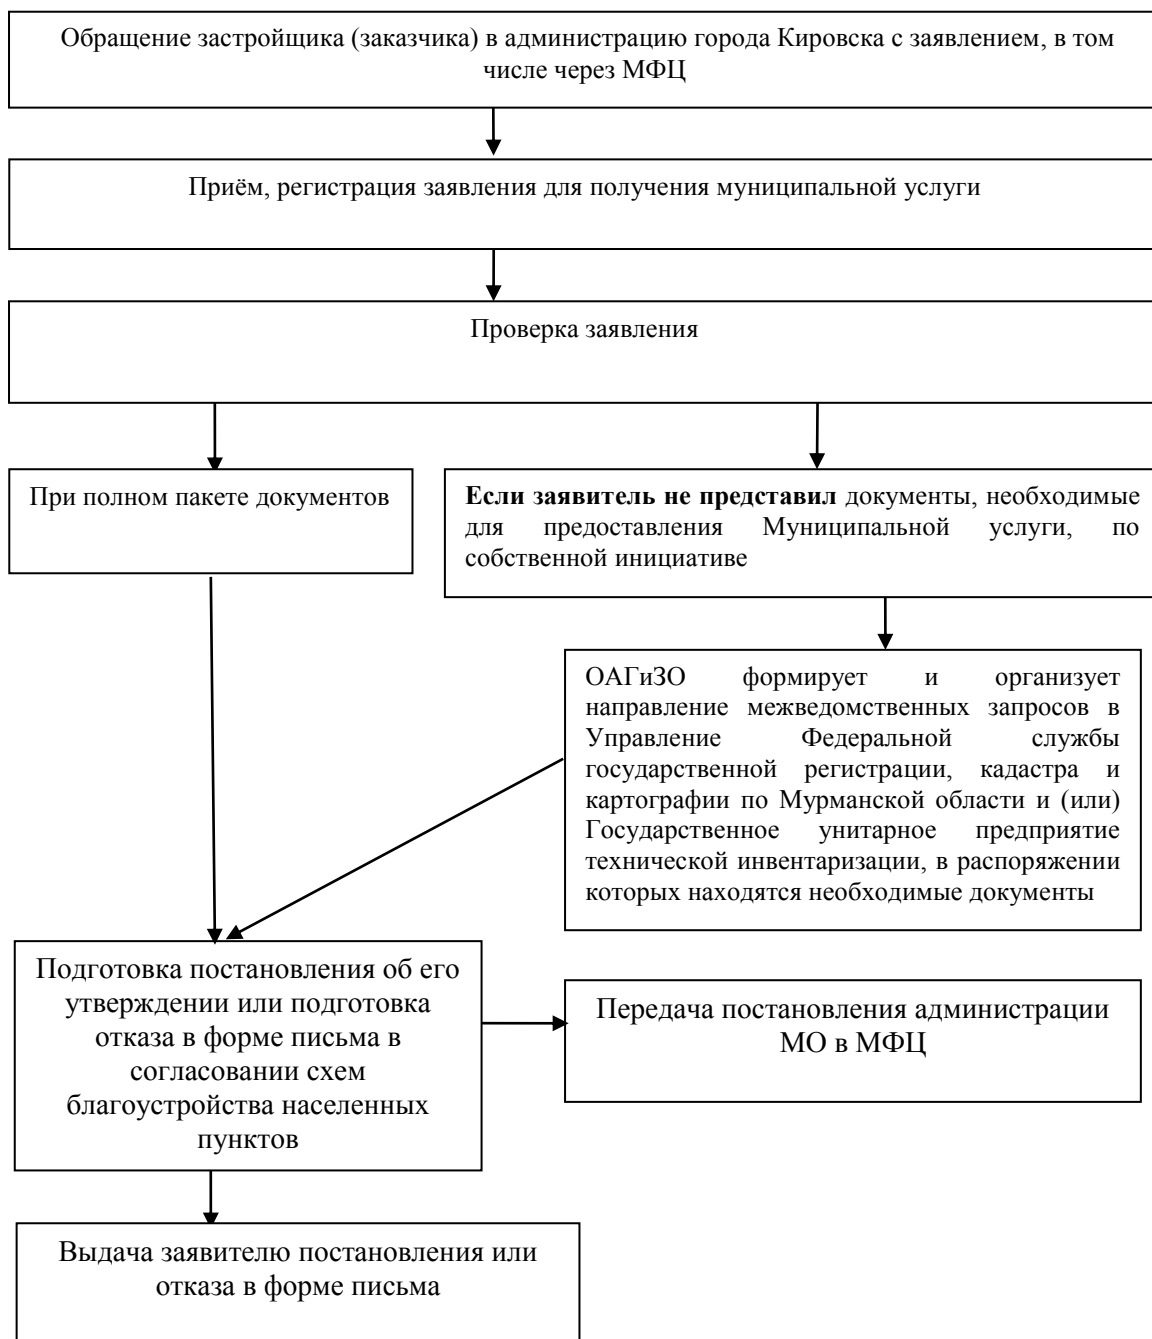 Обращение застройщика (заказчика) в администрацию города Кировска с заявлением, в том
числе через МФЦ
Приём, регистрация заявления для получения муниципальной услуги
Проверка заявления
При полном пакете документов
Если заявитель не представил документы, необходимые
для предоставления Муниципальной услуги, по
собственной инициативе
ОАГиЗО формирует и организует
направление межведомственных запросов в
Управление Федеральной службы
государственной регистрации, кадастра и
картографии по Мурманской области и (или)
Государственное унитарное предприятие
технической инвентаризации, в распоряжении
которых находятся необходимые документы
Подготовка постановления об его
утверждении или подготовка
отказа в форме письма в
согласовании схем
благоустройства населенных
пунктов
Передача постановления администрации
МО в МФЦ
Выдача заявителю постановления или
отказа в форме письма